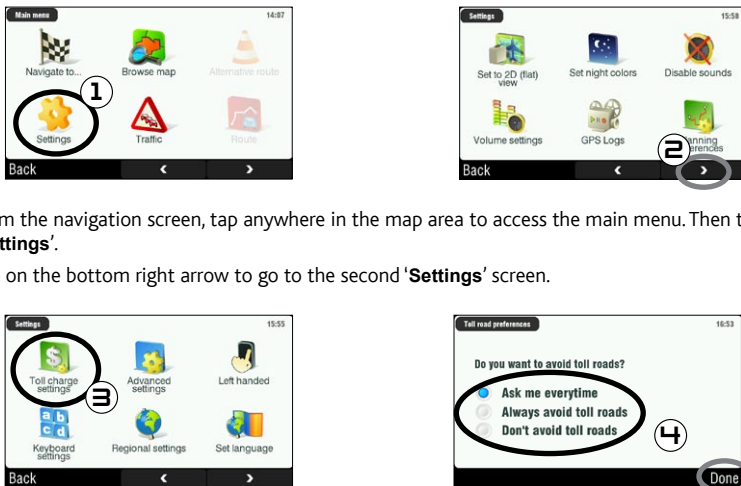 Main menu 14:07
Navigate to... Browse map Alternative route
1
Settings Traffic Route
Back < >
Settings 15:58
Set to 2D (flat) view Set night colors Disable sounds
Volume settings GPS Logs
2
Back < >
navigation screen, tap anywhere in the map area to access the main menu. Then
on the bottom right arrow to go to the second 'Settings' screen.
Settings 15:55
$
Toll charge settings Advanced settings Left handed
3
a b
c d
Keyboard settings Regional settings Set language
Back < >
Toll road preferences 16:53
Do you want to avoid toll roads?
Ask me everytime
Always avoid toll roads
Don't avoid toll roads
4
Done